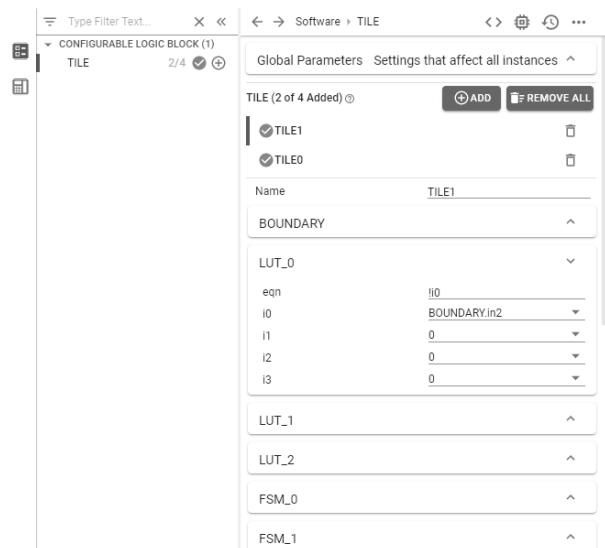 Type Filter Text...
CONFIGURABLE LOGIC BLOCK (1)
TILE 2/4
Software TILE
Global Parameters Settings that affect all instances
TILE (2 of 4 Added)
ADD
REMOVE ALL
TILE1
TILE0
Name TILE1
BOUNDARY
LUT_0
eqn !i0
i0 BOUNDARY.in2
i1 0
i2 0
i3 0
LUT_1
LUT_2
FSM_0
FSM_1